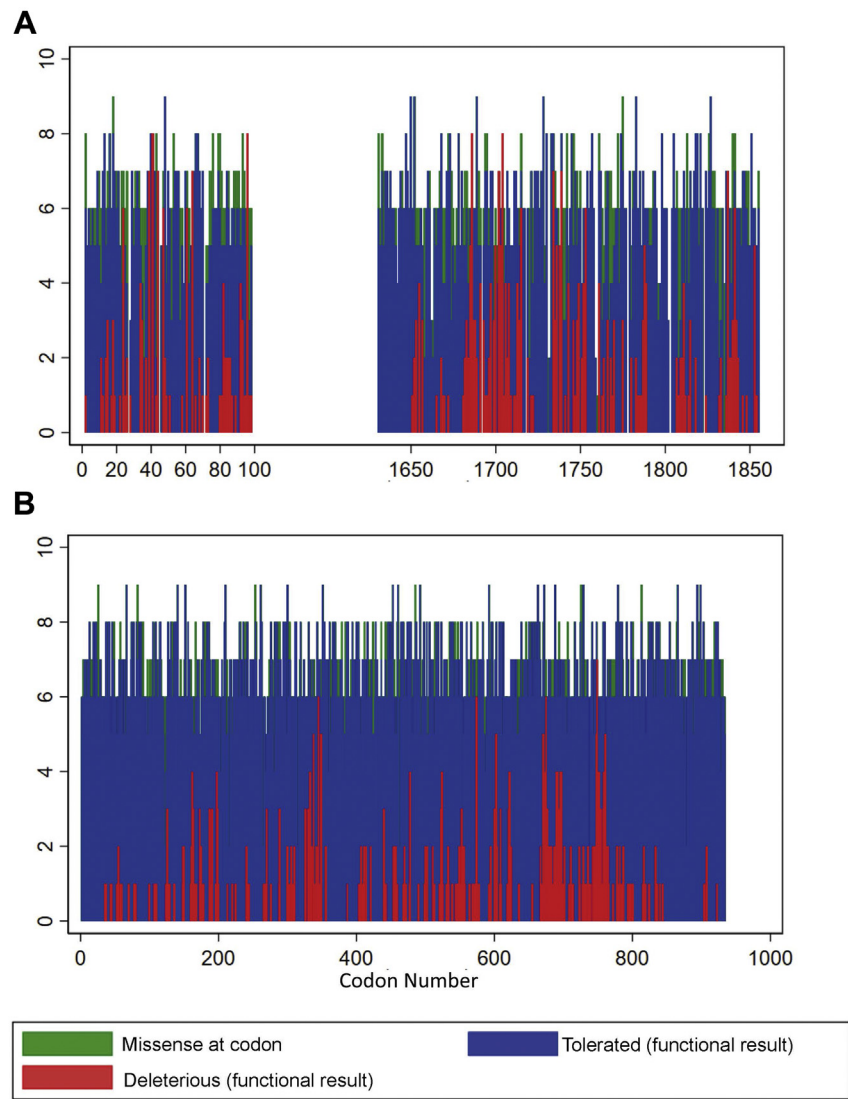 A
10
8
6
4
2
0
0 20 40 60 80 100 1650 1700 1750 1800 1850
B
10
8
6
4
2
0
0 200 400 600 800 1000
Codon Number
Missense at codon Tolerated (functional result)
Deleterious (functional result)